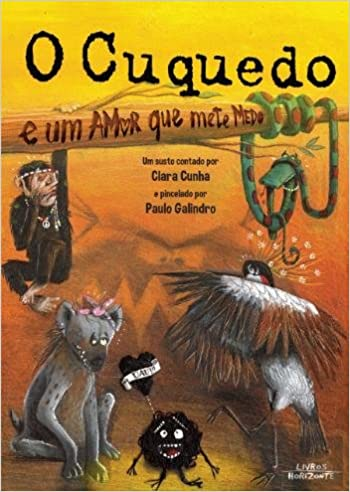 O Cuquedo
e um AMOR que mete MEDO
Um susto contado por
Clara Cunha
e pincelado por
Paulo Galindro
LIVROS
HORIZONTE